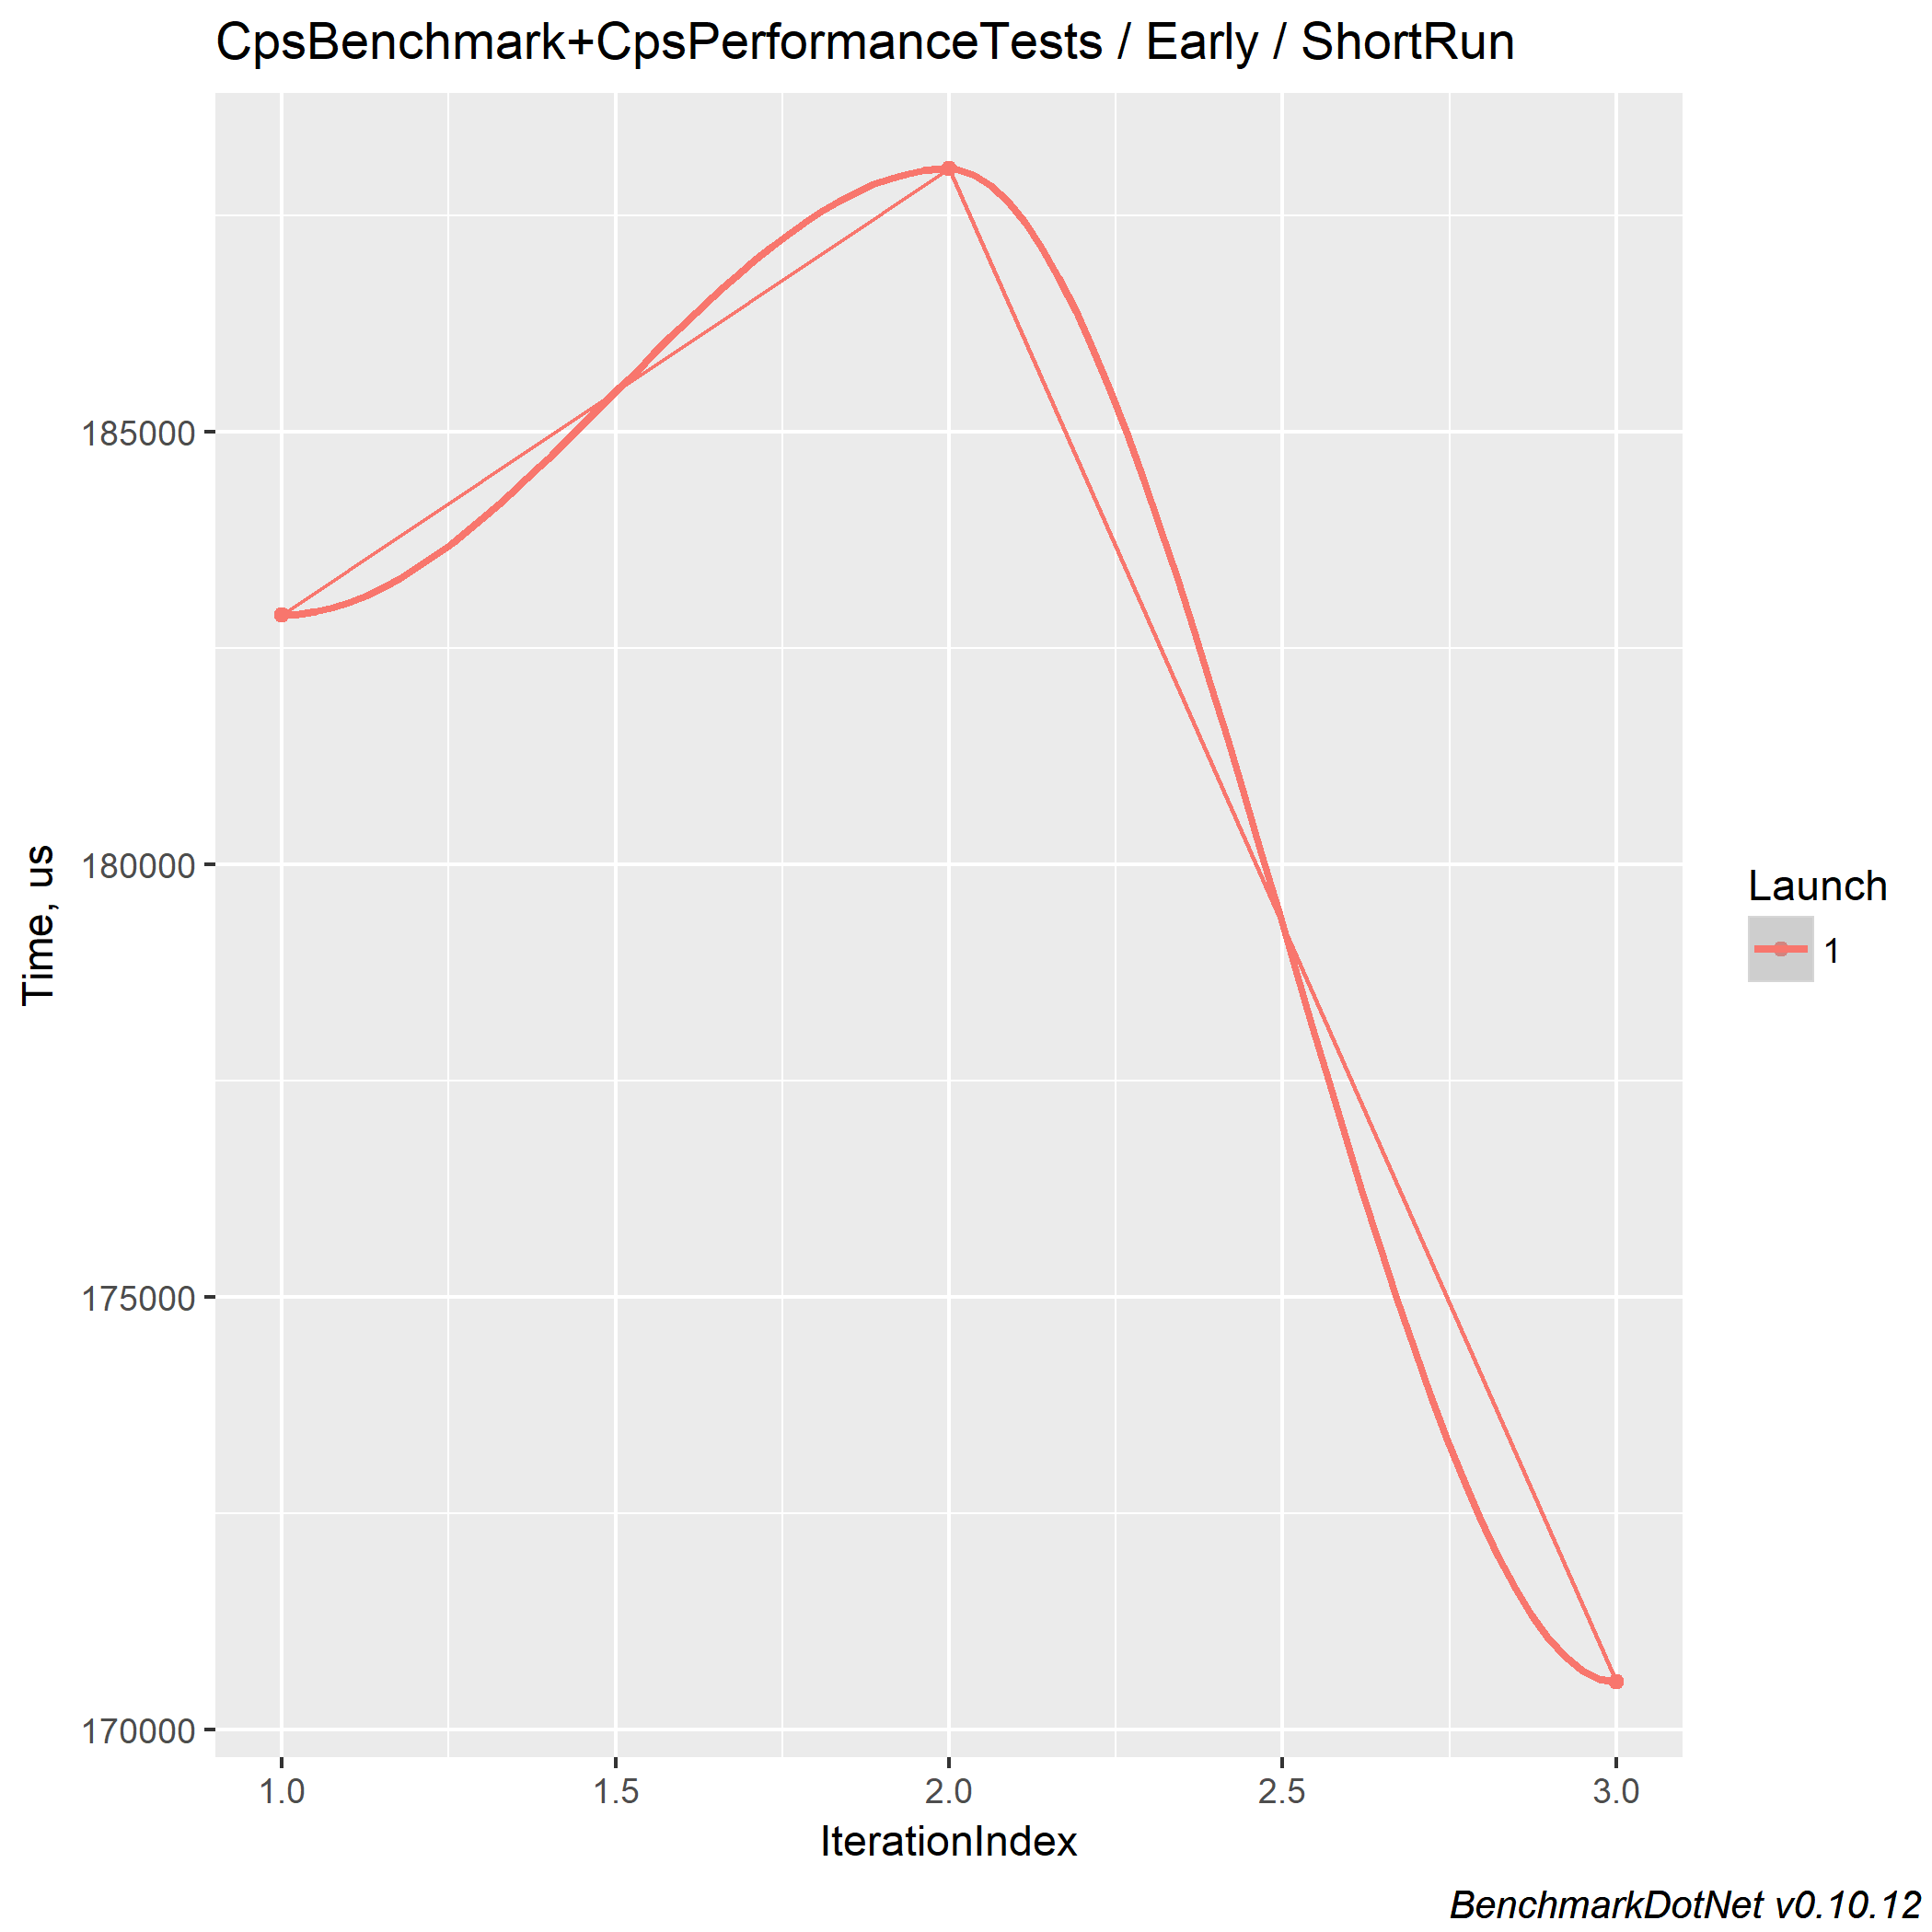 CpsBenchmark+CpsPerformanceTests / Early / ShortRun
Time, us
185000
180000
175000
170000
1.0 1.5 2.0 2.5 3.0
IterationIndex
Launch
1
BenchmarkDotNet v0.10.12